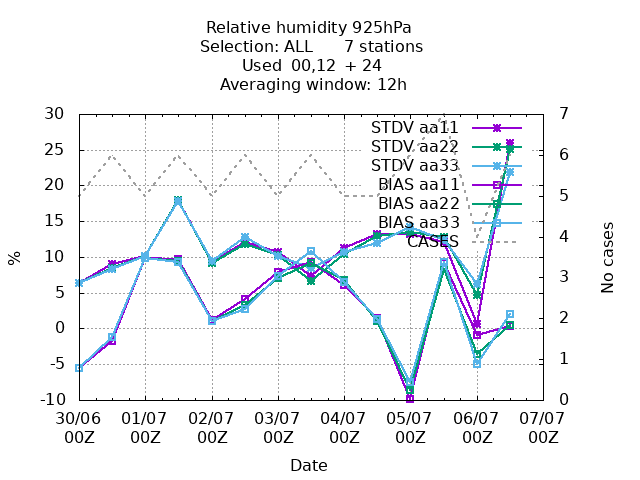 Relative humidity 925hPa
Selection: ALL 7 stations
Used 00,12 + 24
Averaging window: 12h
30
25
20
15
10
5
0
-5
-10
%
7
6
5
4
3
2
1
0
No cases
STDV aa11
STDV aa22
STDV aa33
BIAS aa11
BIAS aa22
BIAS aa33
CASES
30/06 01/07 02/07 03/07 04/07 05/07 06/07 07/07
00Z 00Z 00Z 00Z 00Z 00Z 00Z 00Z
Date